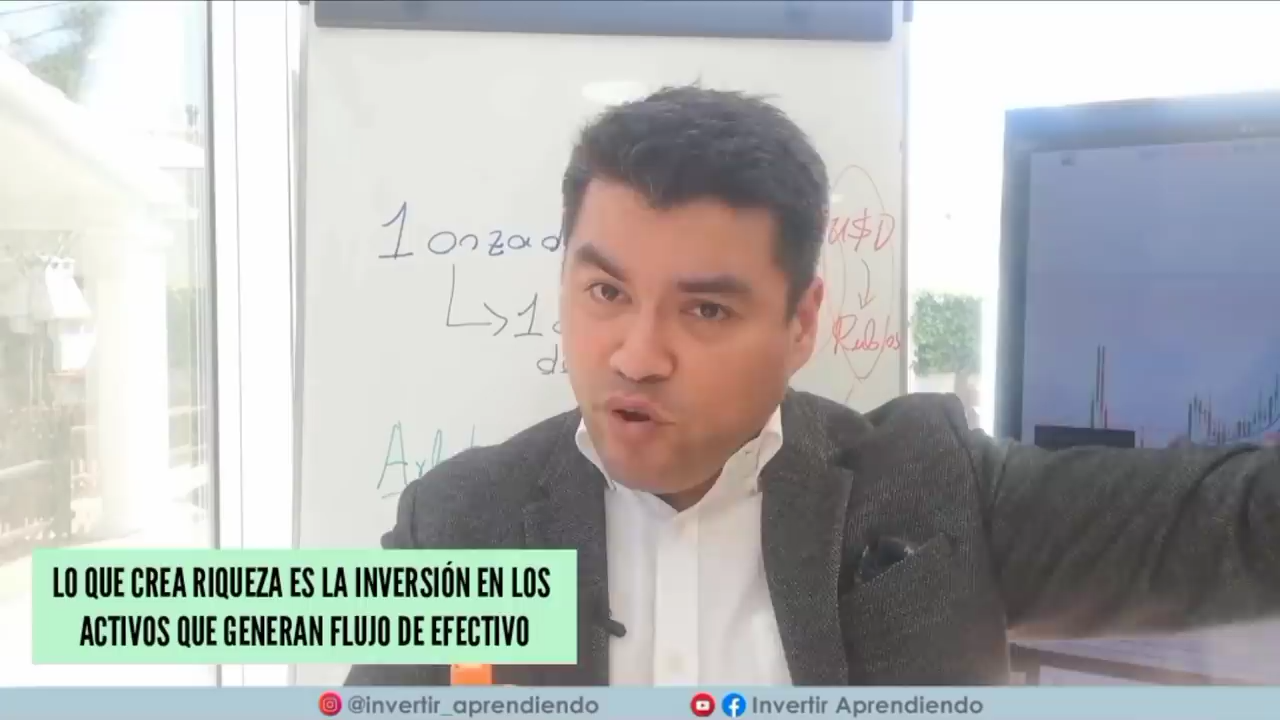 1 onza
U$D
1
Rublos
LO QUE CREA RIQUEZA ES LA INVERSIÓN EN LOS
ACTIVOS QUE GENERAN FLUJO DE EFECTIVO
@invertir_aprendiendo
Invertir Aprendiendo